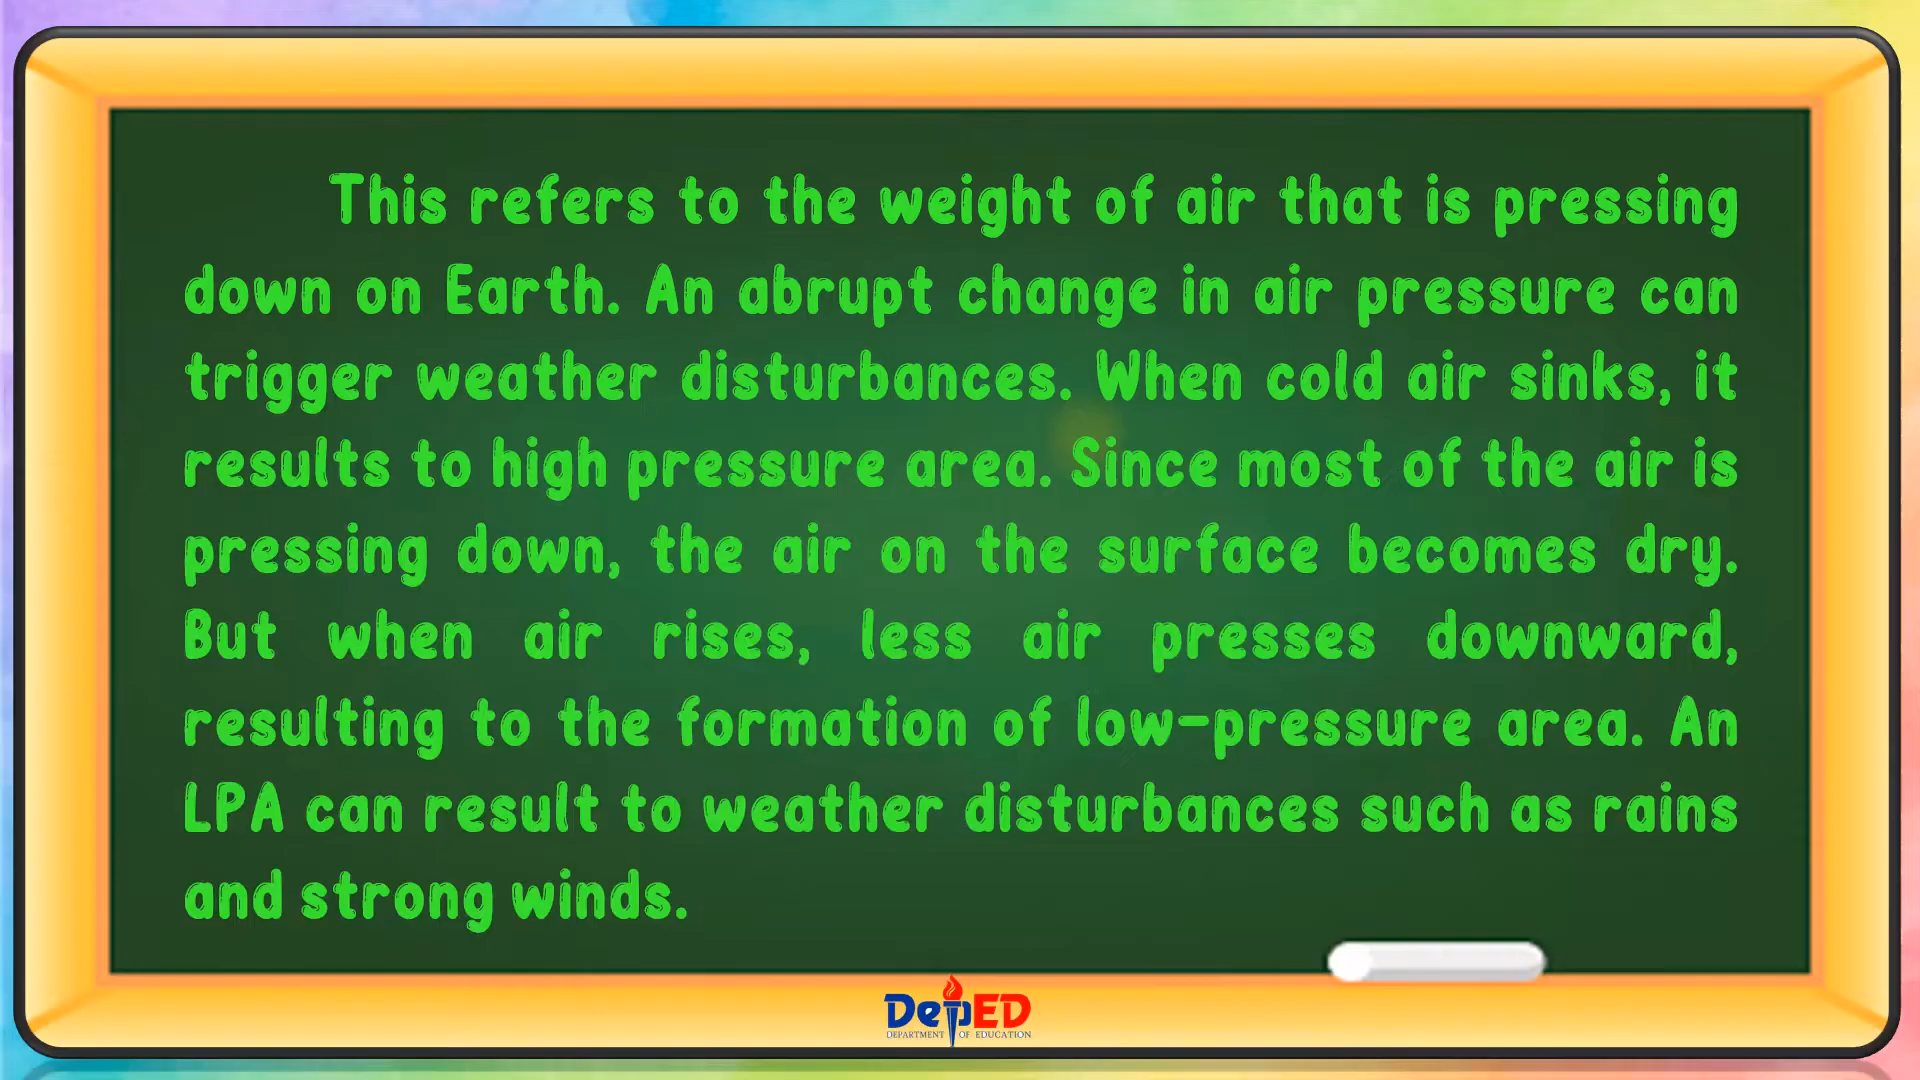 This refers to the weight of air that is pressing
down on Earth. An abrupt change in air pressure can
trigger weather disturbances. When cold air sinks, it
results to high pressure area. Since most of the air is
pressing down, the air on the surface becomes dry.
But when air rises, less air presses downward,
resulting to the formation of low-pressure area. An
LPA can result to weather disturbances such as rains
and strong winds.
DepED
DEPARTMENT OF EDUCATION